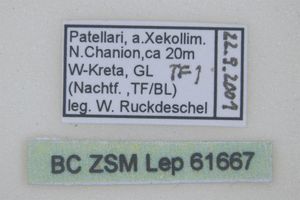 Patellari, a.Xekollim.
N.Chanion,ca 20m
W-Kreta, GL TF1
(Nachtf. ,TF/BL)
leg. W. Ruckdeschel
22.9.2001
BC ZSM Lep 61667